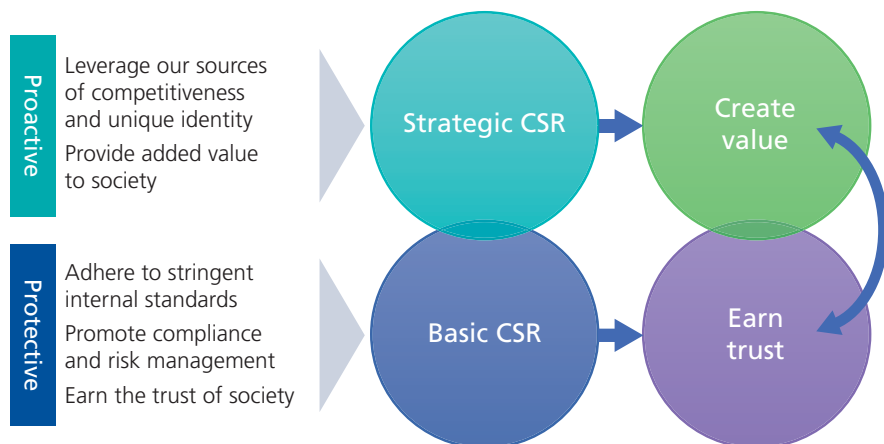 Proactive
Leverage our sources
of competitiveness
and unique identity
Provide added value
to society
Strategic CSR
Create
value
Protective
Adhere to stringent
internal standards
Promote compliance
and risk management
Earn the trust of society
Basic CSR
Earn
trust